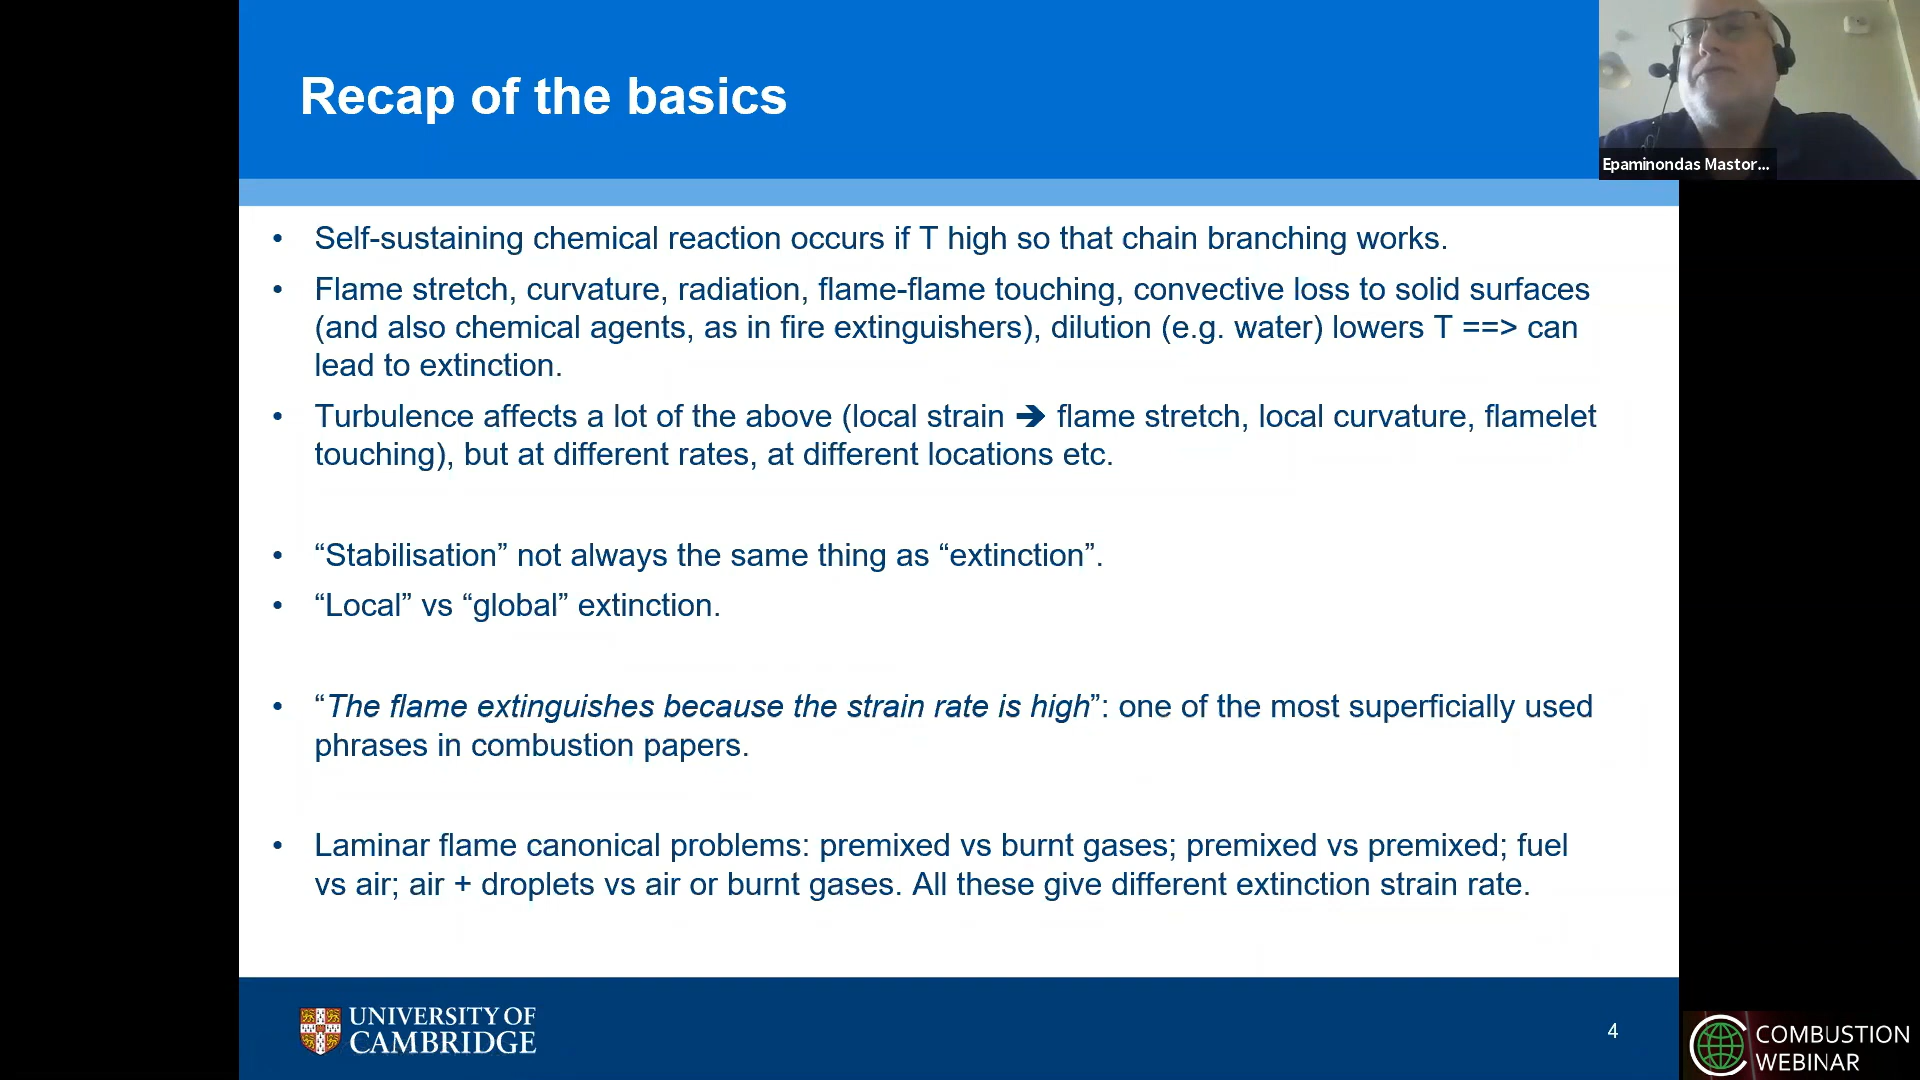 Recap of the basics
Epaminondas Mastor...
• Self-sustaining chemical reaction occurs if T high so that chain branching works.
• Flame stretch, curvature, radiation, flame-flame touching, convective loss to solid surfaces
(and also chemical agents, as in fire extinguishers), dilution (e.g. water) lowers T ==> can
lead to extinction.
• Turbulence affects a lot of the above (local strain ➔ flame stretch, local curvature, flamelet
touching), but at different rates, at different locations etc.
• “Stabilisation” not always the same thing as “extinction”.
• “Local” vs “global” extinction.
• “The flame extinguishes because the strain rate is high”: one of the most superficially used
phrases in combustion papers.
• Laminar flame canonical problems: premixed vs burnt gases; premixed vs premixed; fuel
vs air; air + droplets vs air or burnt gases. All these give different extinction strain rate.
UNIVERSITY OF
CAMBRIDGE
4
COMBUSTION
WEBINAR